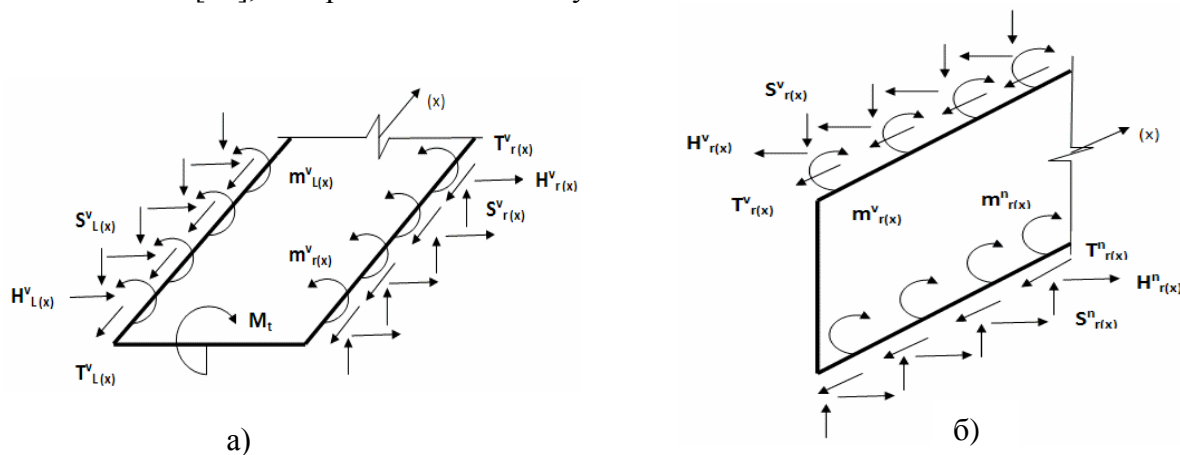 (x)
T^v_r(x)
m^v_L(x)
H^v_r(x)
S^v_L(x)
S^v_r(x)
m^v_r(x)
H^v_L(x)
M_t
T^v_L(x)
а)
S^v_r(x)
H^v_r(x)
(x)
T^v_r(x)
m^v_r(x)
m^n_r(x)
T^n_r(x)
H^n_r(x)
S^n_r(x)
б)